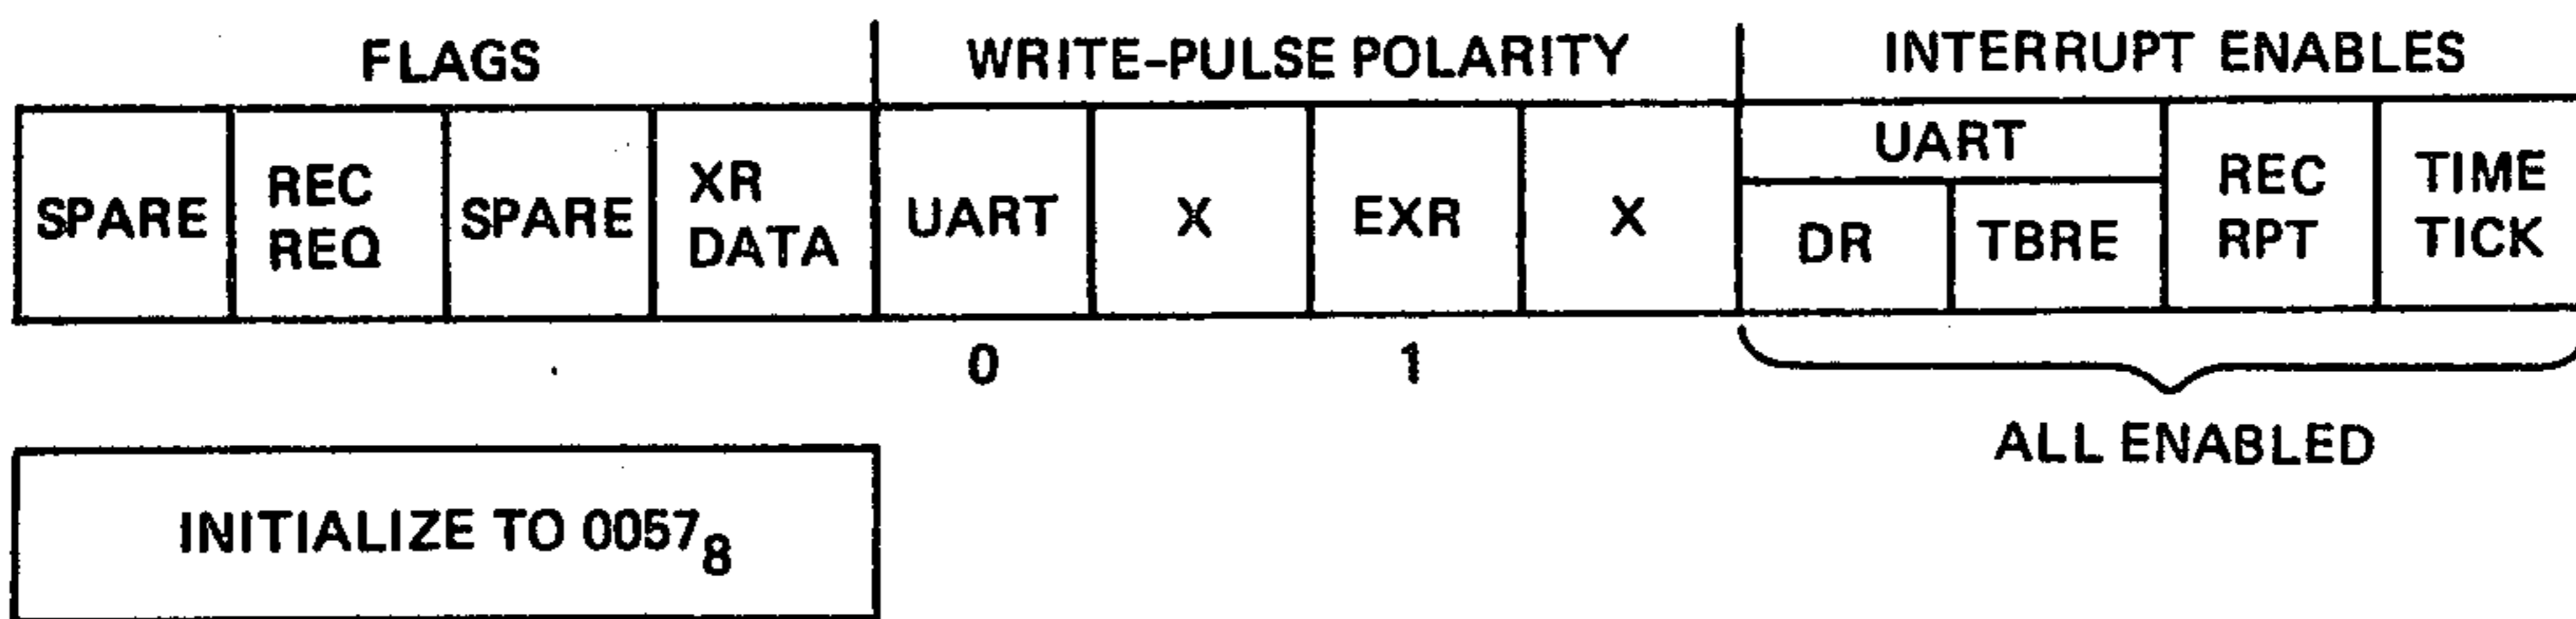 FLAGS WRITE-PULSE POLARITY INTERRUPT ENABLES
SPARE REC REQ SPARE XR DATA UART X EXR X UART DR TBRE REC RPT TIME TICK
0 1
ALL ENABLED
INITIALIZE TO 0057₈